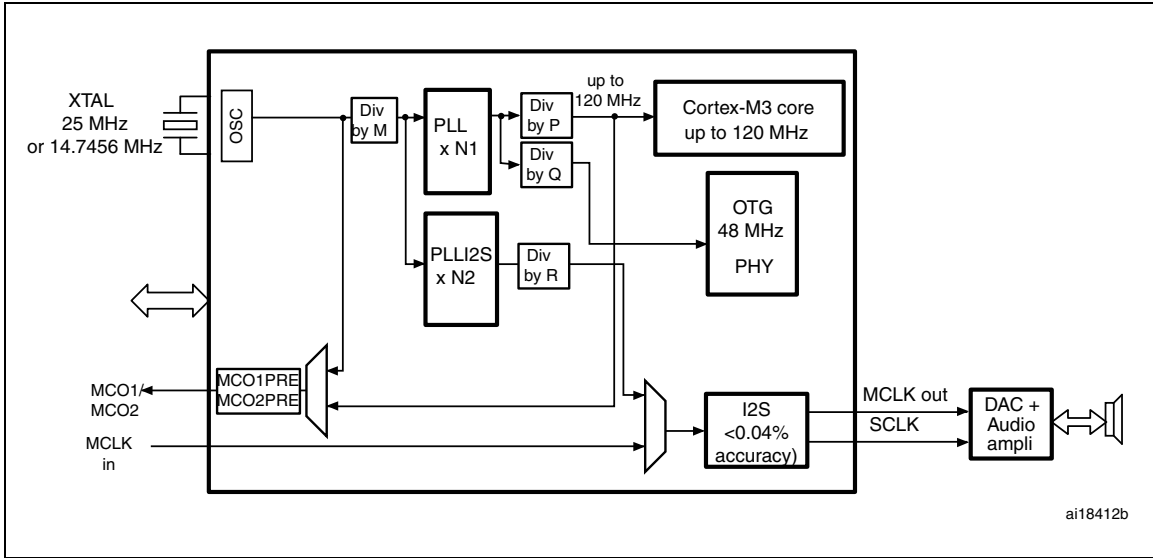 XTAL
25 MHz
or 14.7456 MHz
OSC
Div
by M
PLL
x N1
Div
by P
up to
120 MHz
Cortex-M3 core
up to 120 MHz
Div
by Q
OTG
48 MHz
PHY
PLLI2S
x N2
Div
by R
MCO1/
MCO2
MCO1PRE
MCO2PRE
MCLK
in
I2S
<0.04%
accuracy)
MCLK out
SCLK
DAC +
Audio
ampli
ai18412b